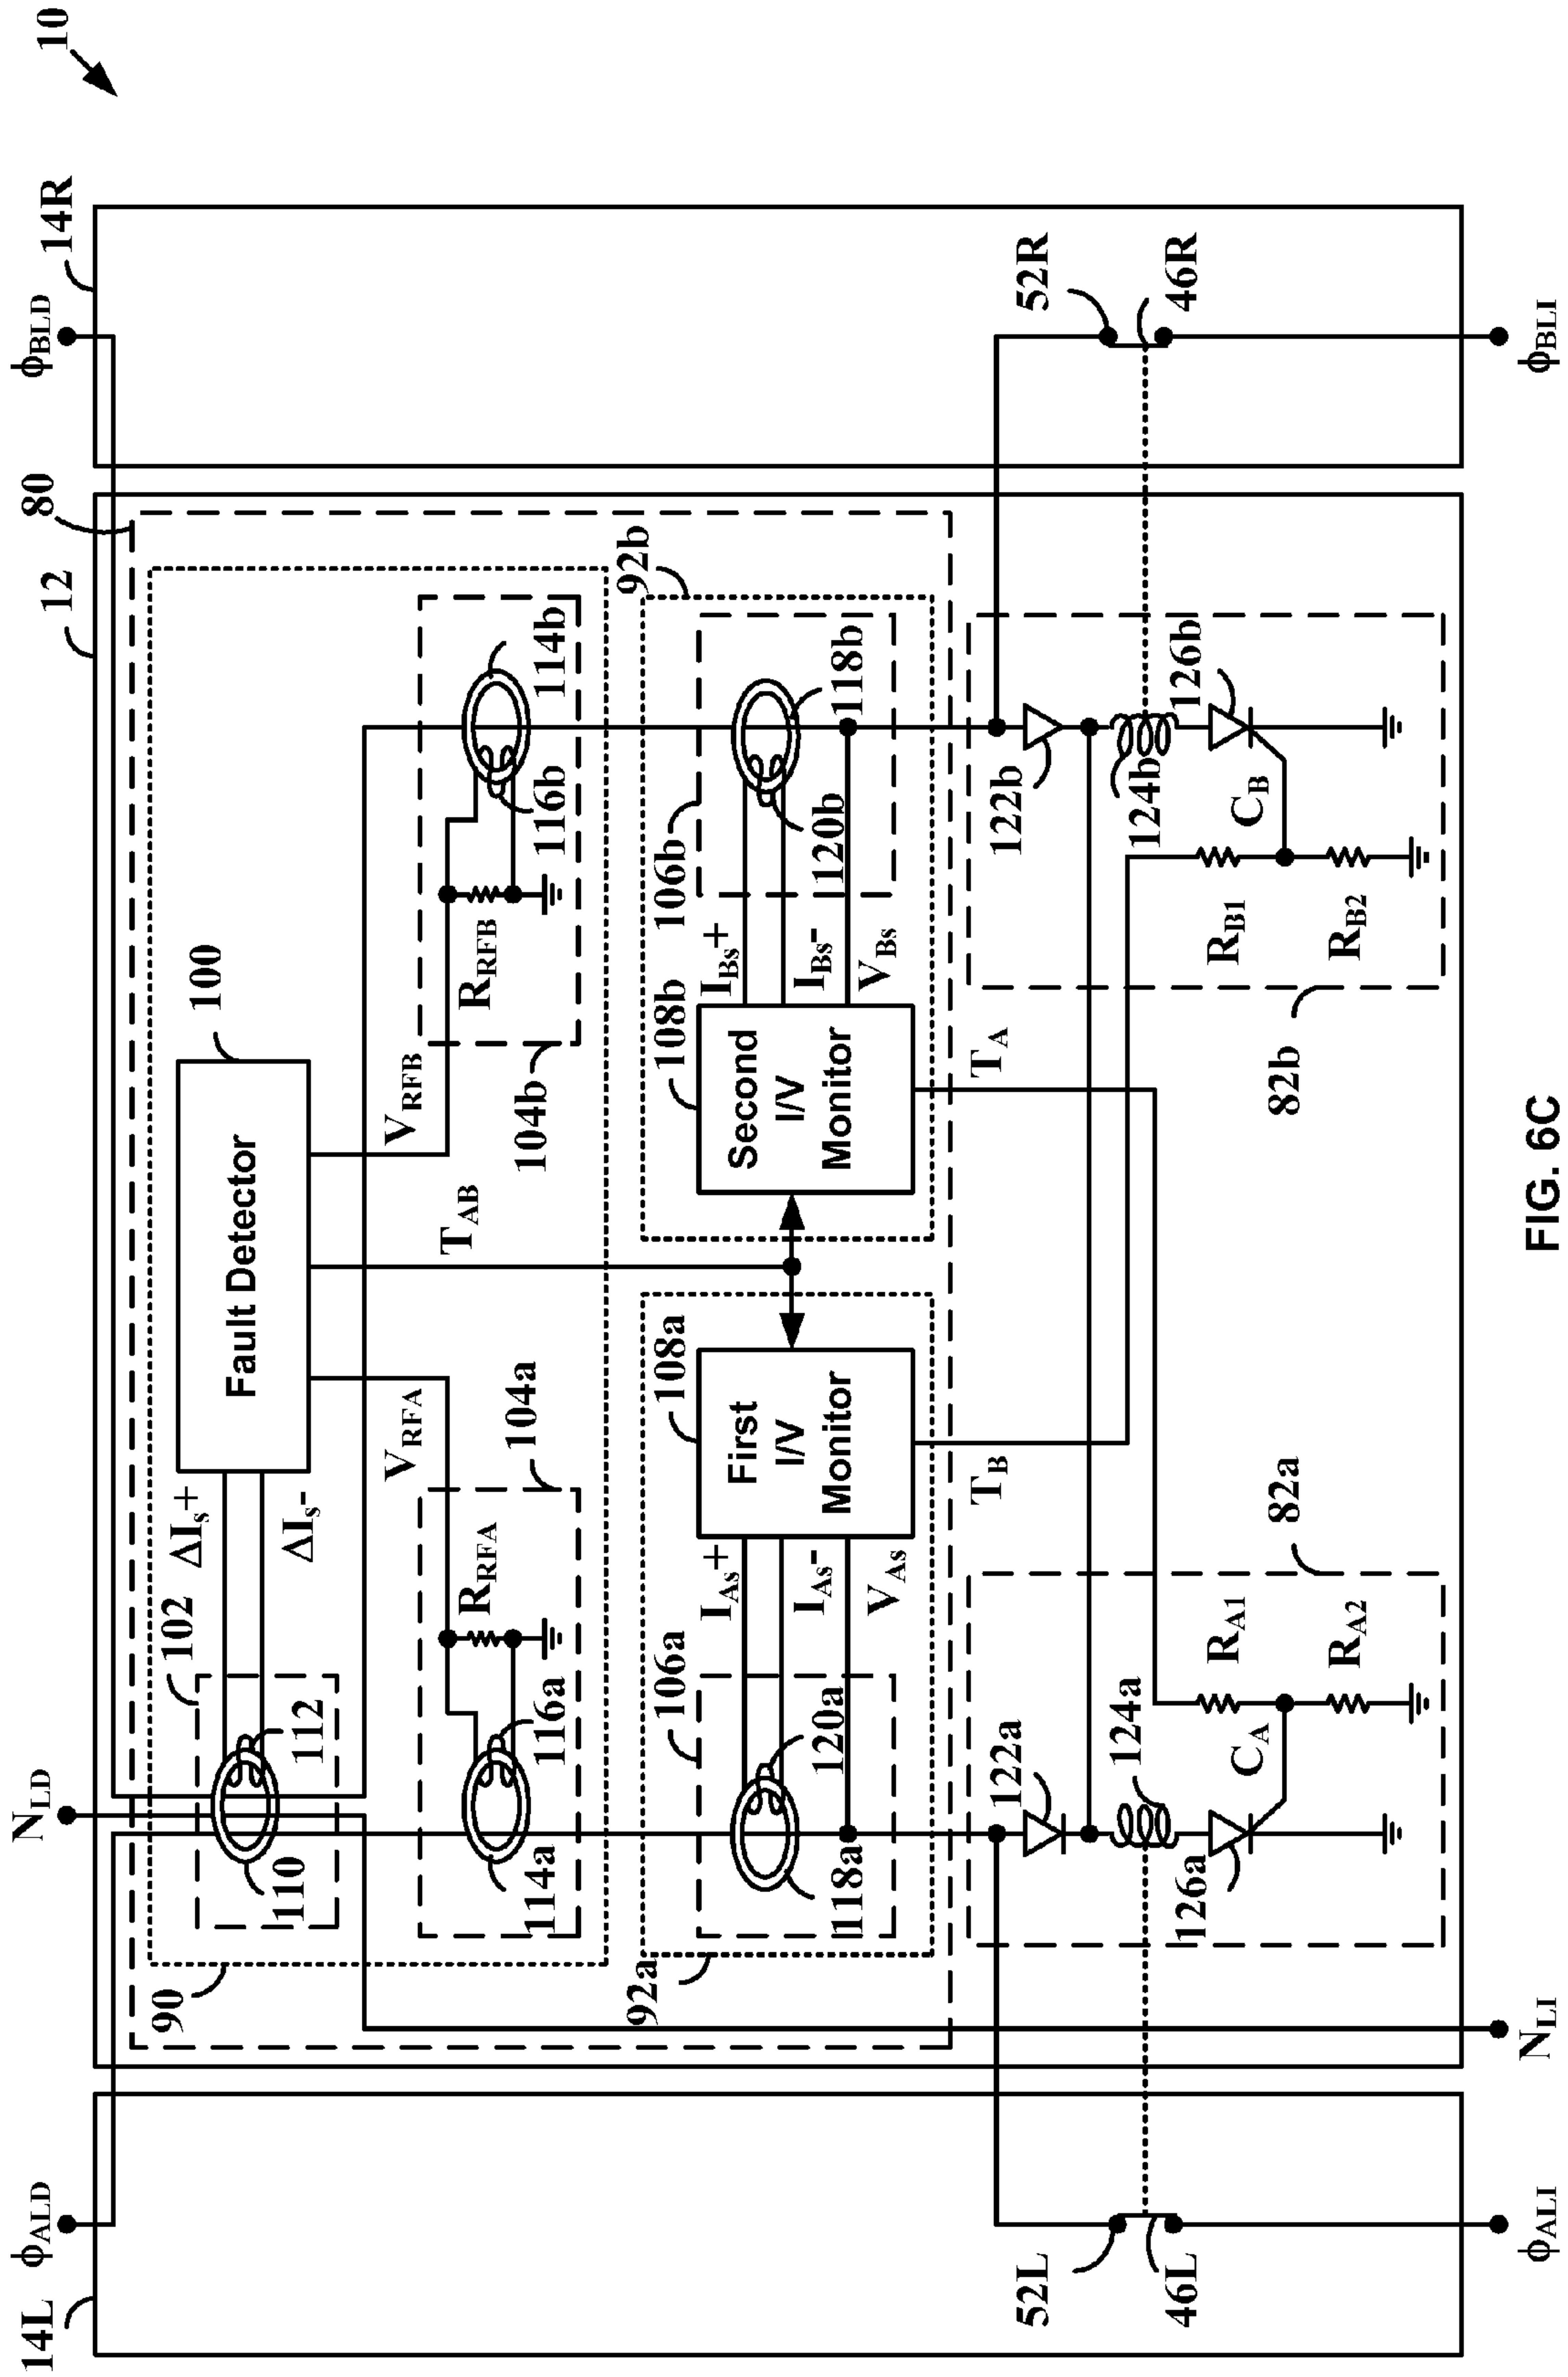 10
14L
ϕALD
NLD
12
80
ϕBLD
14R
90
102
ΔIs+
ΔIs-
100
Fault Detector
110
112
VRFA
TAB
VRFB
104a
104b
RRFA
RRFB
114a
116a
116b
114b
92a
92b
106a
108a
108b
106b
IAs+
IAs-
VAs
First
I/V
Monitor
Second
I/V
Monitor
IBs+
IBs-
VBs
118a
120a
120b
118b
TB
TA
52L
46L
122a
124a
126a
CA
RA1
RA2
82a
82b
RB1
RB2
CB
122b
124b
126b
52R
46R
ϕALI
NLI
ϕBLI
FIG. 6C